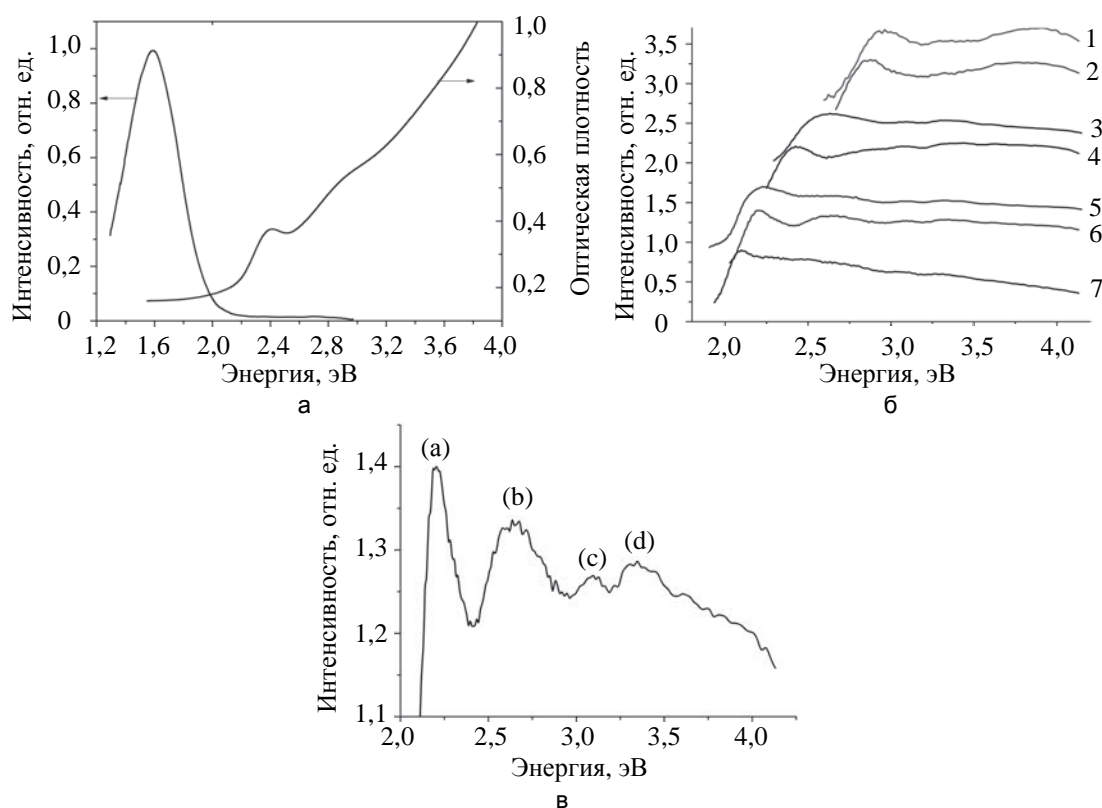 Интенсивность, отн. ед.
1,0
0,8
0,6
0,4
0,2
0
1,2 1,6 2,0 2,4 2,8 3,2 3,6 4,0
Энергия, эВ
1,0
0,8
0,6
0,4
0,2
Оптическая плотность
а
Интенсивность, отн. ед.
3,5
3,0
2,5
2,0
1,5
1,0
0,5
0
2,0 2,5 3,0 3,5 4,0
Энергия, эВ
1
2
3
4
5
6
7
б
Интенсивность, отн. ед.
1,4
1,3
1,2
1,1
2,0 2,5 3,0 3,5 4,0
(a)
(b)
(c)
(d)
Энергия, эВ
в